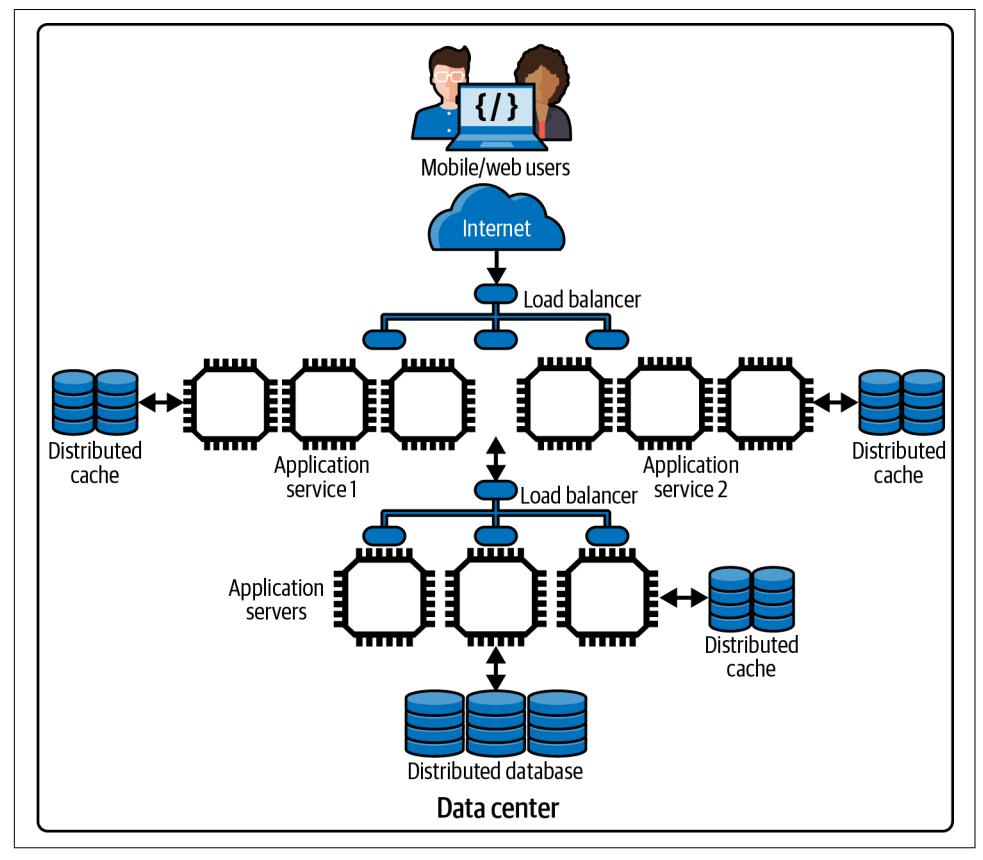 {/}
Mobile/web users
Internet
Load balancer
Distributed
cache
Application
service 1
Application
service 2
Distributed
cache
Load balancer
Application
servers
Distributed
cache
Distributed database
Data center